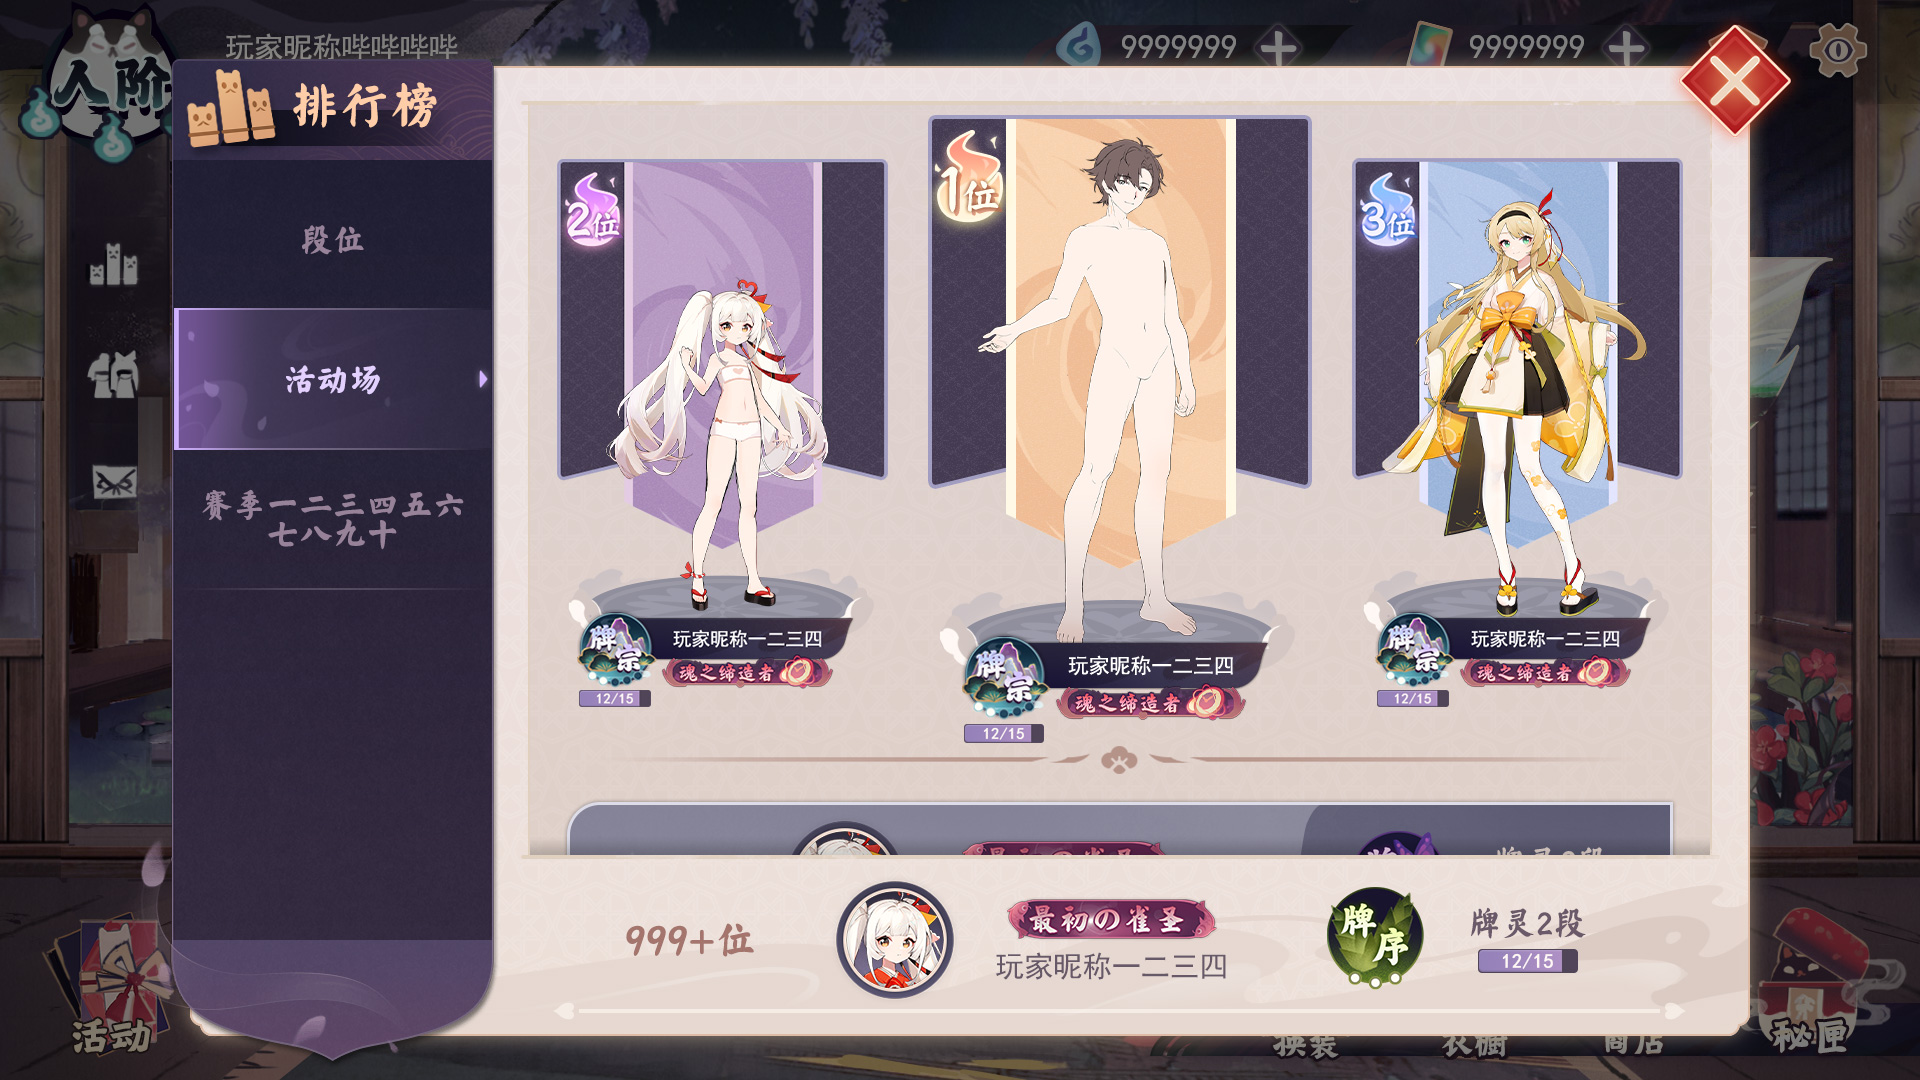 玩家昵称哔哔哔哔
9999999
9999999
人阶
排行榜
段位
活动场
赛季一二三四五六
七八九十
2位
1位
3位
玩家昵称一二三四
魂之缔造者
牌宗
12/15
玩家昵称一二三四
魂之缔造者
牌宗
12/15
玩家昵称一二三四
魂之缔造者
牌宗
12/15
999+位
最初の雀圣
玩家昵称一二三四
牌序
牌灵2段
12/15
活动
换装
衣橱
商店
秘匣